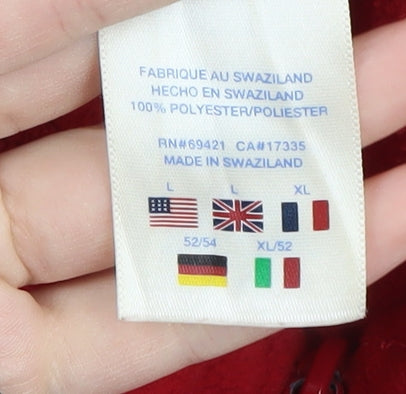 FABRIQUE AU SWAZILAND
HECHO EN SWAZILAND
100% POLYESTER/POLIESTER
RN#69421 CA#17335
MADE IN SWAZILAND
L L XL
52/54 XL/52